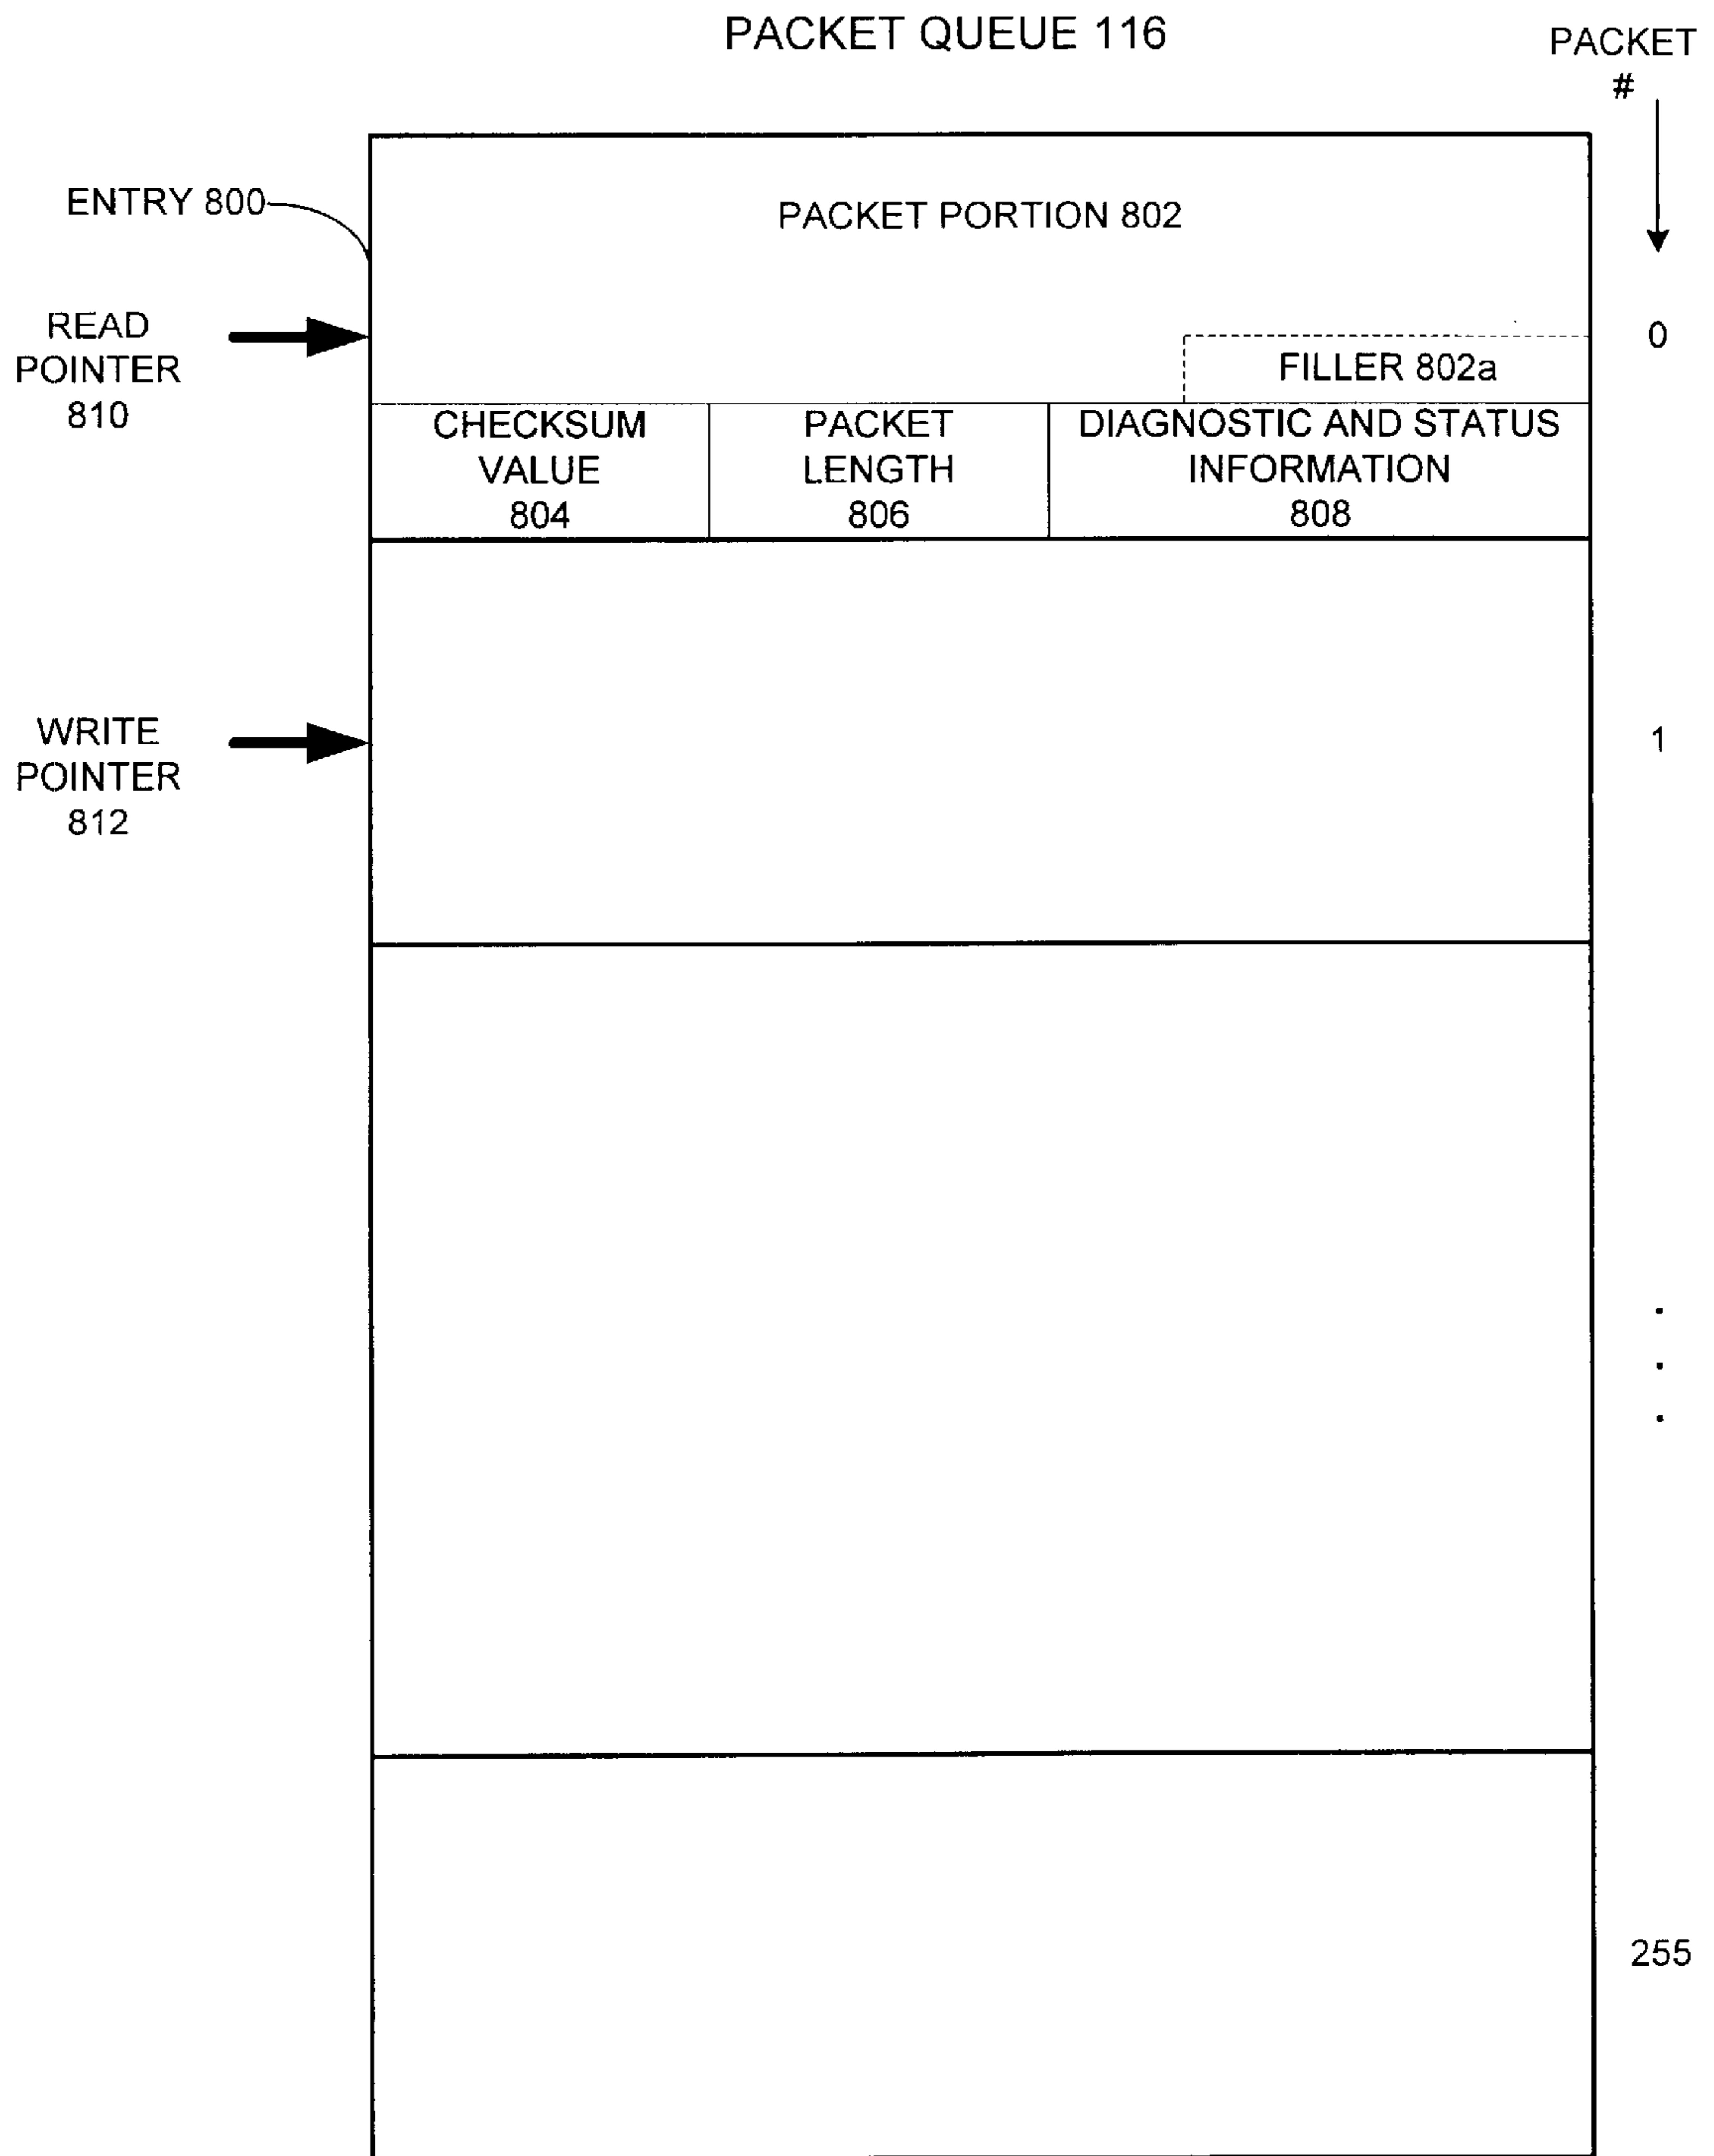 PACKET QUEUE 116
PACKET
#
ENTRY 800
PACKET PORTION 802
READ
POINTER
810
0
FILLER 802a
CHECKSUM
VALUE
804
PACKET
LENGTH
806
DIAGNOSTIC AND STATUS
INFORMATION
808
WRITE
POINTER
812
1
.
.
.
255